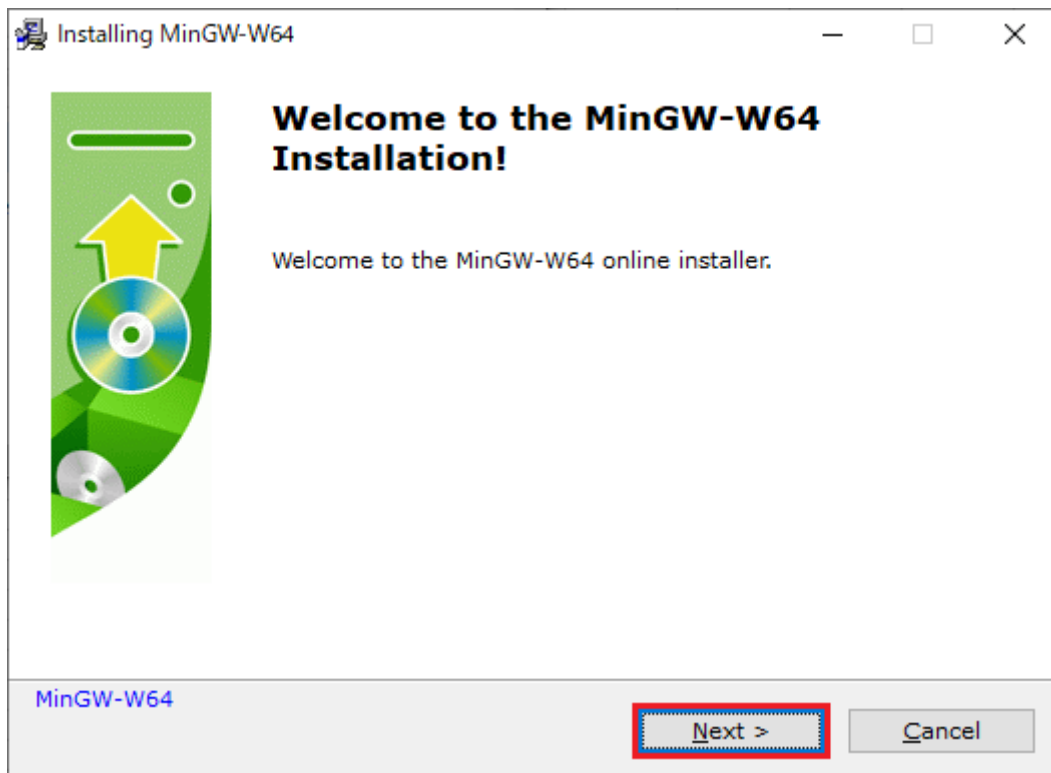 Installing MinGW-W64
Welcome to the MinGW-W64
Installation!
Welcome to the MinGW-W64 online installer.
MinGW-W64
Next >
Cancel